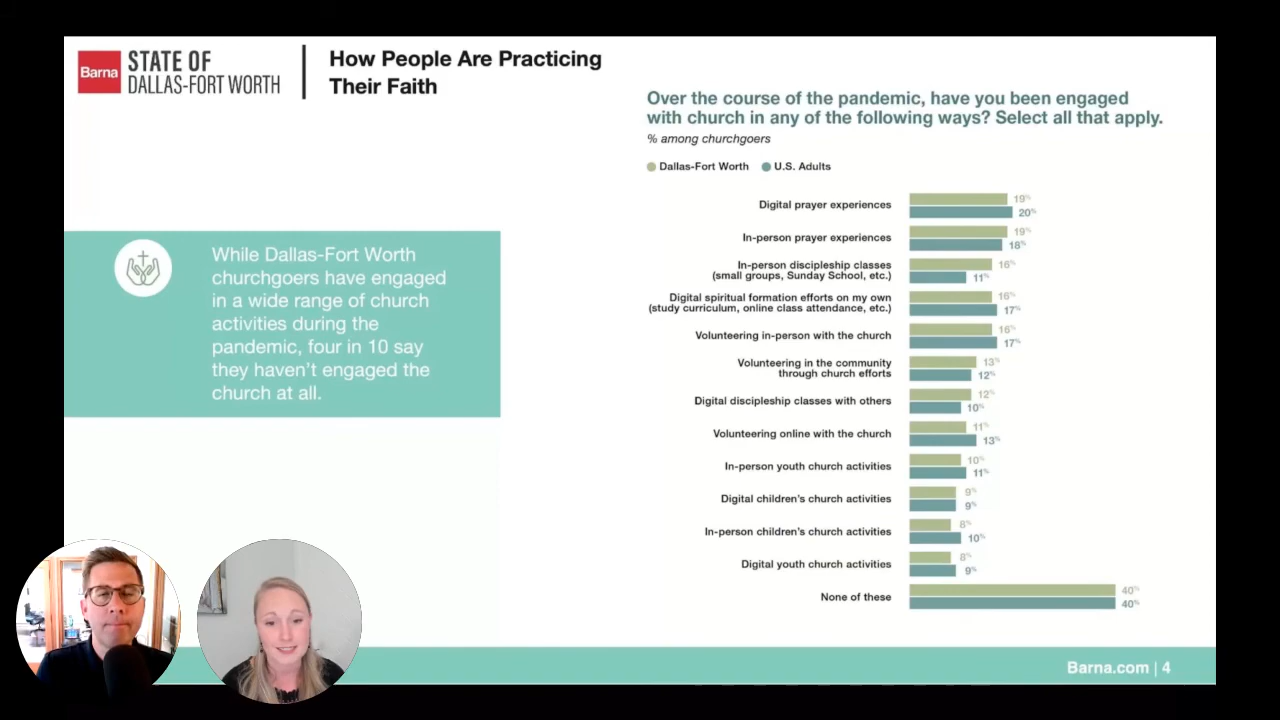 Barna
STATE OF
DALLAS-FORT WORTH
How People Are Practicing
Their Faith
Over the course of the pandemic, have you been engaged
with church in any of the following ways? Select all that apply.
% among churchgoers
Dallas-Fort Worth
U.S. Adults
Digital prayer experiences
19%
20%
In-person prayer experiences
19%
18%
In-person discipleship classes
(small groups, Sunday School, etc.)
16%
11%
Digital spiritual formation efforts on my own
(study curriculum, online class attendance, etc.)
16%
17%
Volunteering in-person with the church
16%
17%
Volunteering in the community
through church efforts
13%
12%
Digital discipleship classes with others
12%
10%
Volunteering online with the church
11%
13%
In-person youth church activities
10%
11%
Digital children's church activities
9%
9%
In-person children's church activities
8%
10%
Digital youth church activities
8%
9%
None of these
40%
40%
While Dallas-Fort Worth
churchgoers have engaged
in a wide range of church
activities during the
pandemic, four in 10 say
they haven't engaged the
church at all.
Barna.com | 4